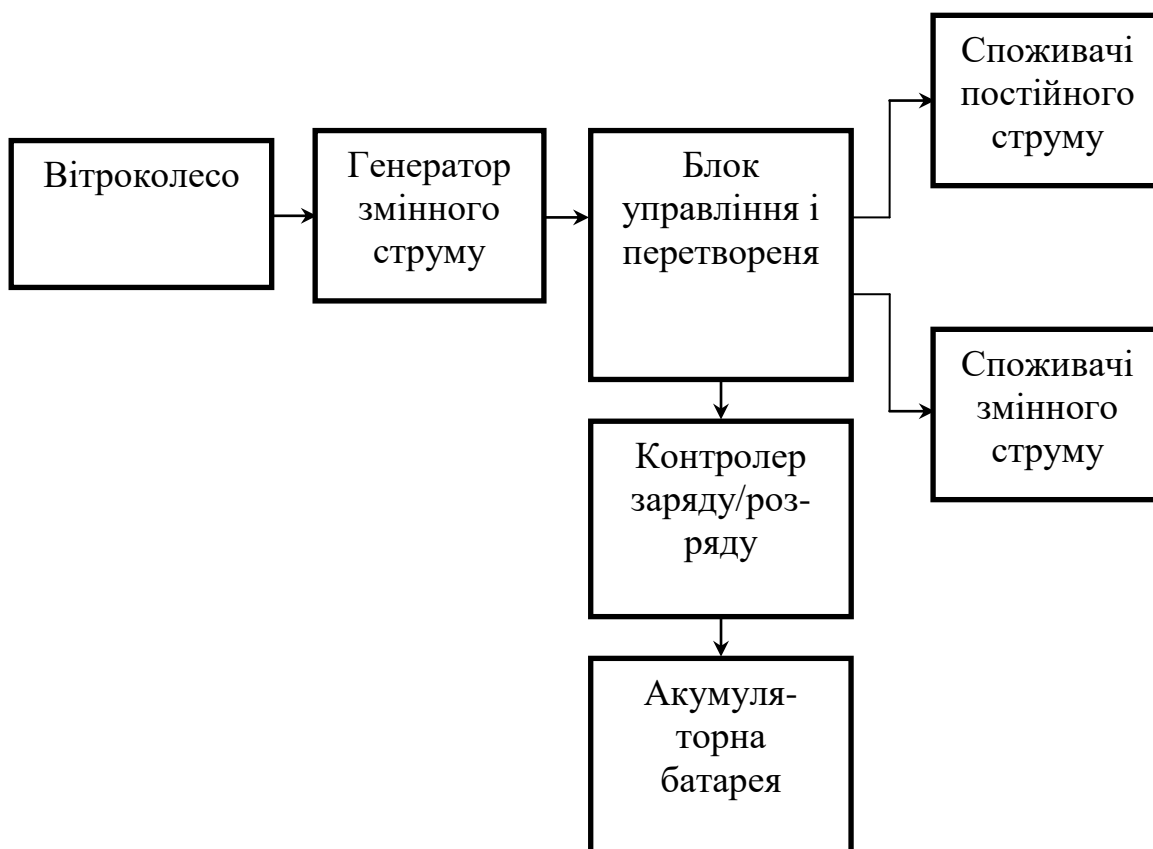 Вітроколесо
Генератор
змінного
струму
Блок
управління і
перетвореня
Споживачі
постійного
струму
Споживачі
змінного
струму
Контролер
заряду/роз-
ряду
Акумуля-
торна
батарея